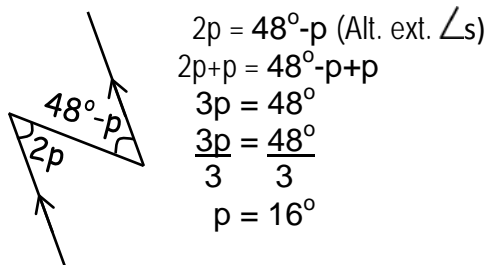 2p = 48°-p (Alt. ext. ∠s)
2p+p = 48°-p+p
3p = 48°
3p = 48°
3 3
p = 16°
48°-p
2p